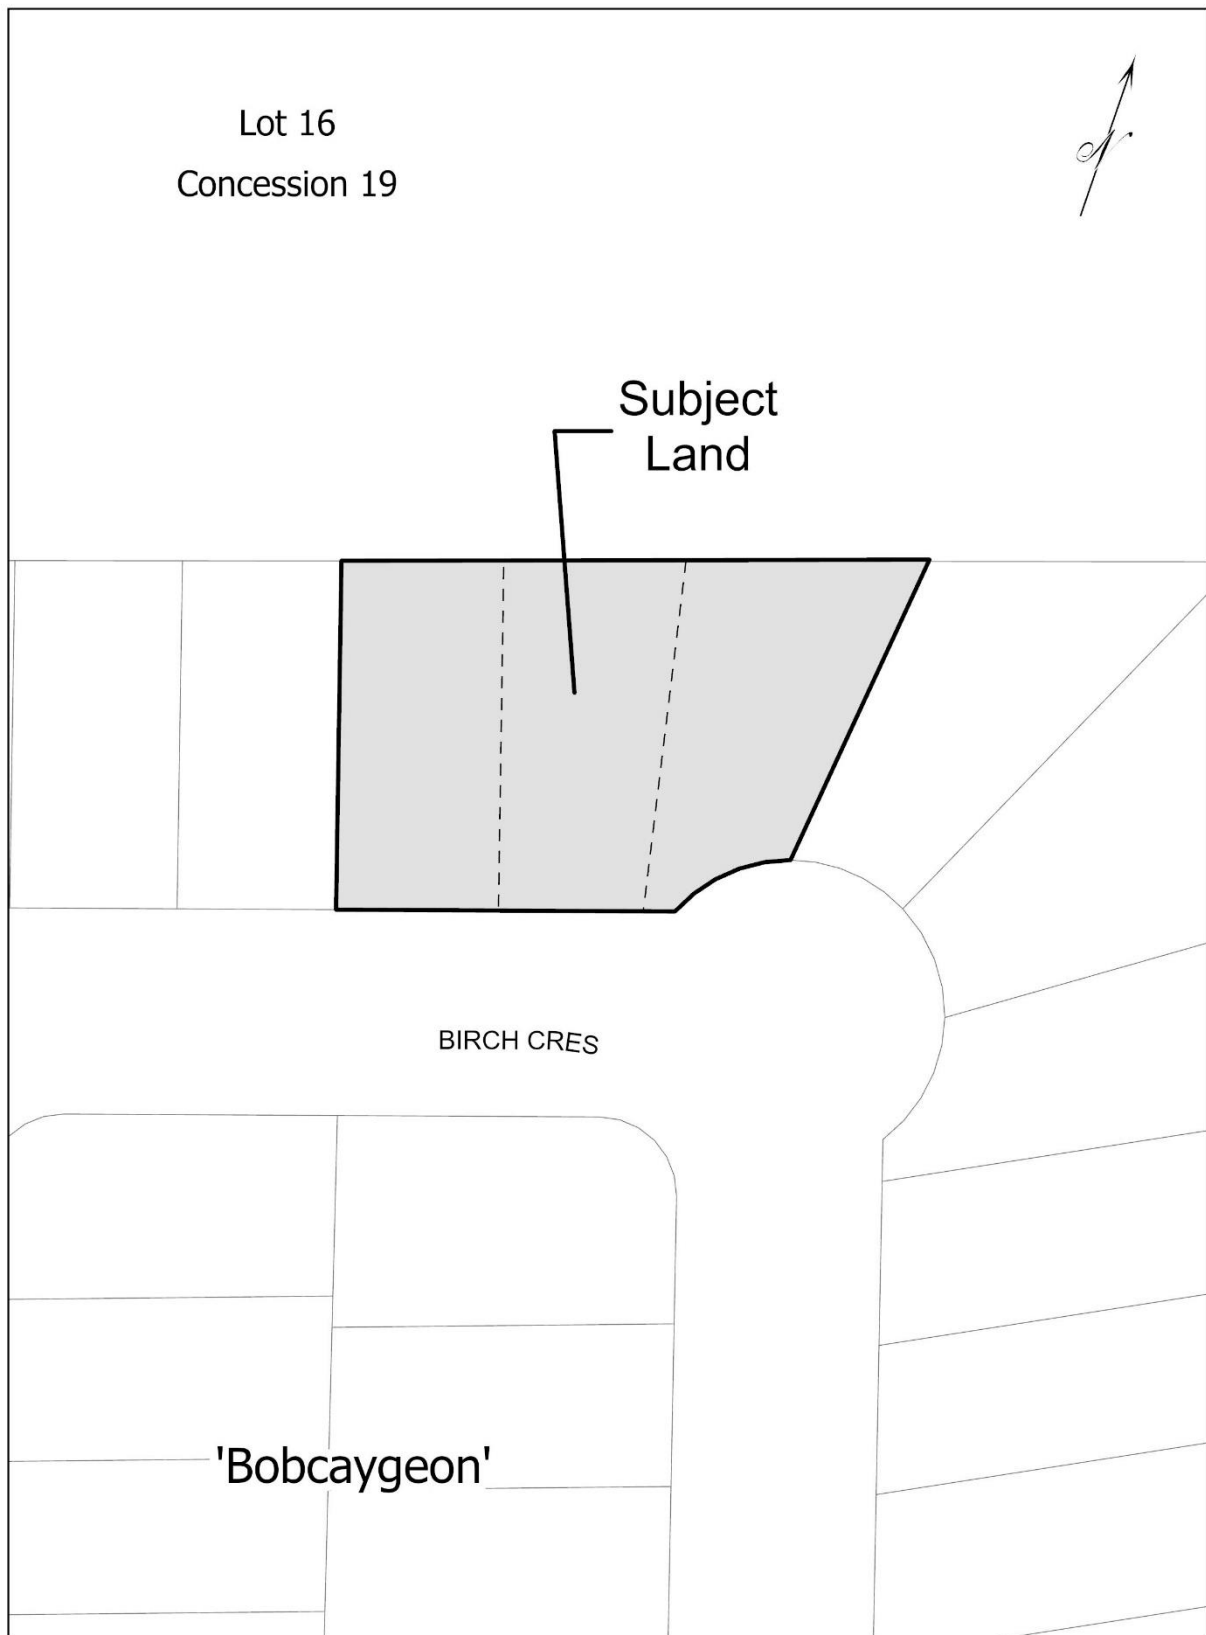 Lot 16
Concession 19
N
Subject
Land
BIRCH CRES
'Bobcaygeon'